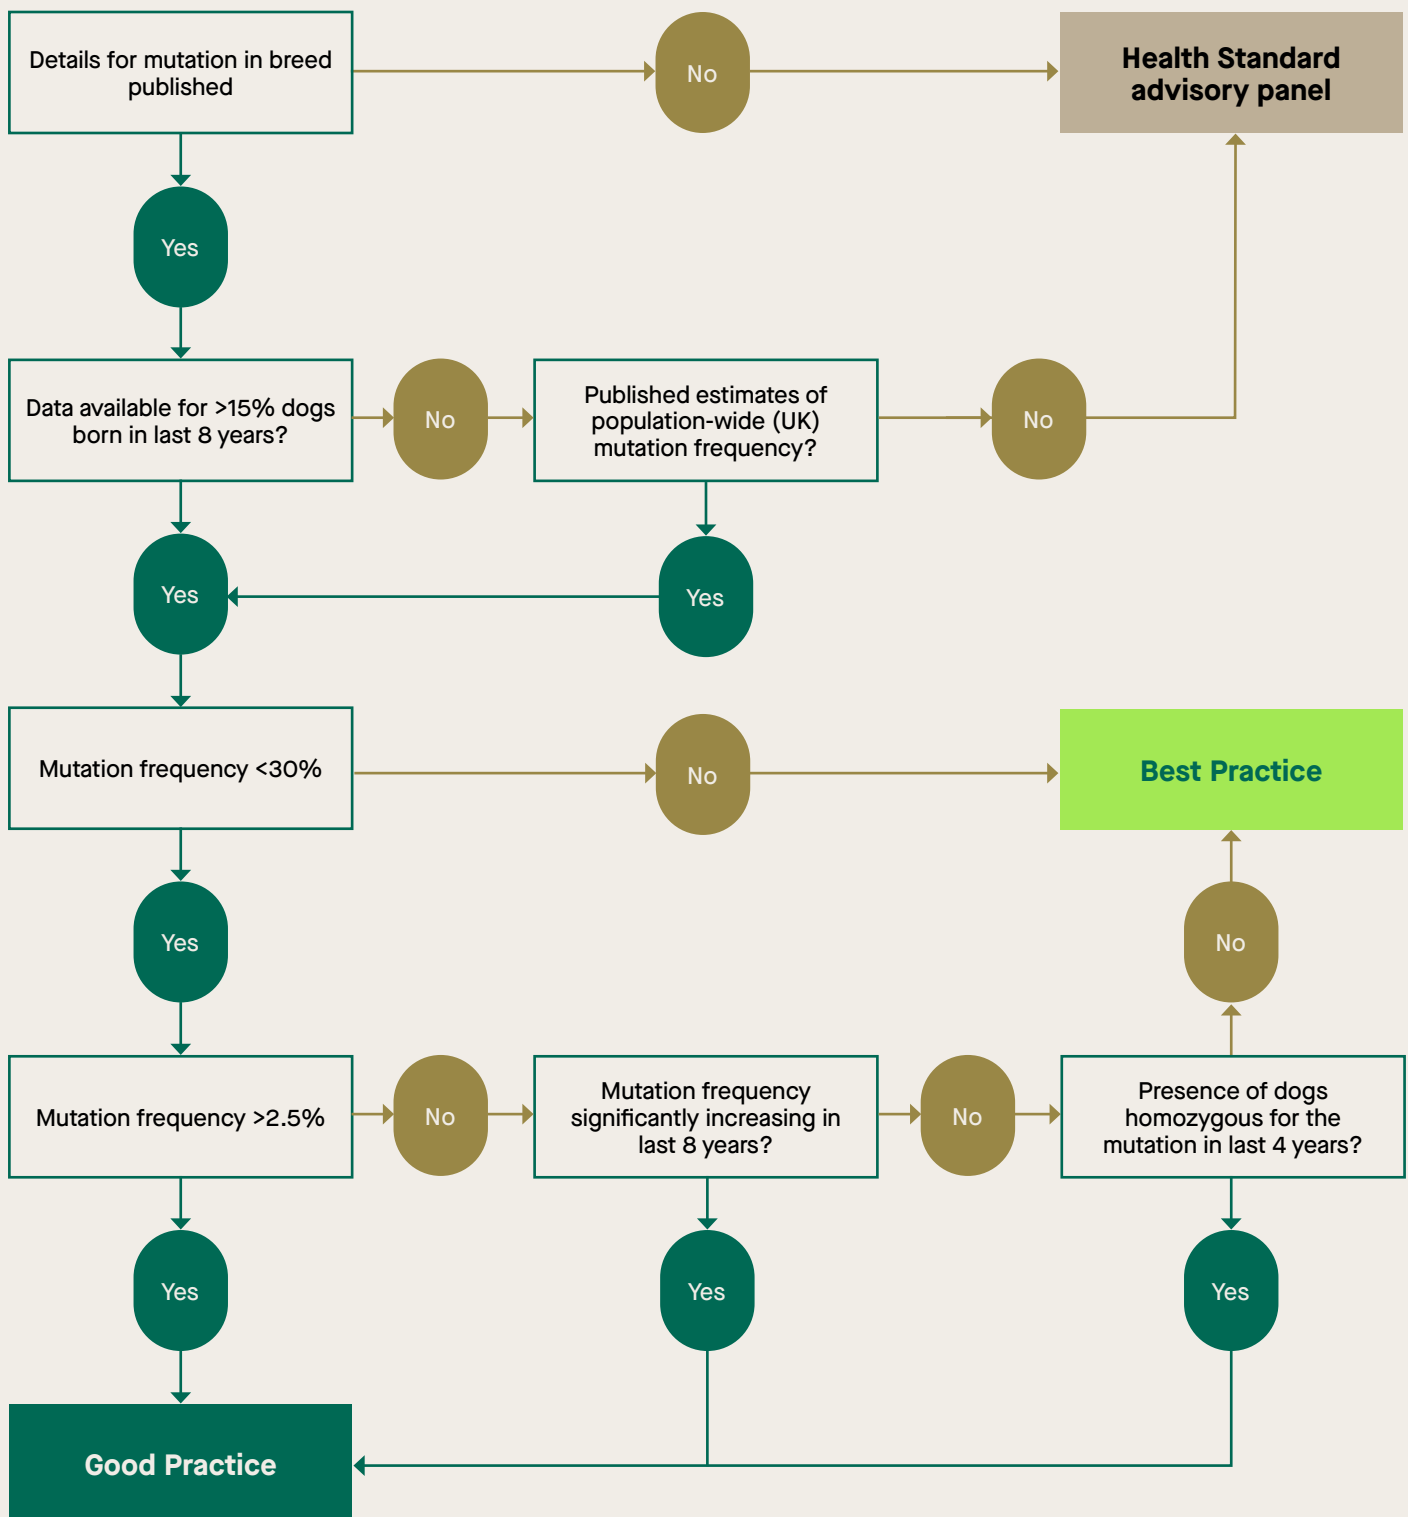 Details for mutation in breed
published
No
Health Standard
advisory panel
Yes
Data available for >15% dogs
born in last 8 years?
No
Published estimates of
population-wide (UK)
mutation frequency?
No
Yes
Yes
Mutation frequency <30%
No
Best Practice
Yes
No
Mutation frequency >2.5%
No
Mutation frequency
significantly increasing in
last 8 years?
No
Presence of dogs
homozygous for the
mutation in last 4 years?
Yes
Yes
Yes
Good Practice